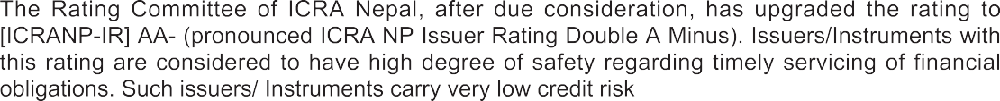 The Rating Committee of ICRA Nepal, after due consideration, has upgraded the rating to
[ICRANP-IR] AA- (pronounced ICRA NP Issuer Rating Double A Minus). Issuers/Instruments with
this rating are considered to have high degree of safety regarding timely servicing of financial
obligations. Such issuers/ Instruments carry very low credit risk